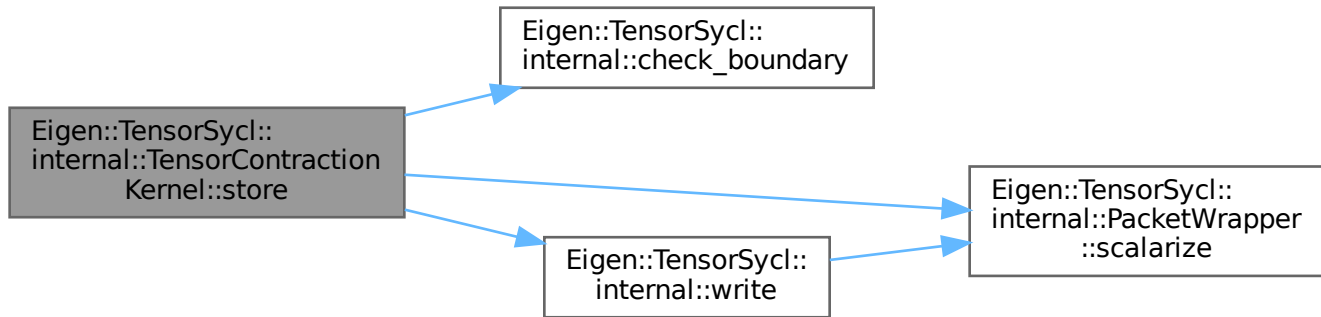 Eigen::TensorSycl::
internal::TensorContraction
Kernel::store
Eigen::TensorSycl::
internal::check_boundary
Eigen::TensorSycl::
internal::write
Eigen::TensorSycl::
internal::PacketWrapper
::scalarize